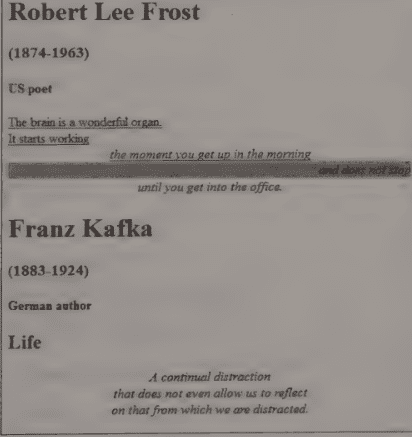 Robert Lee Frost
(1874-1963)
US poet
The brain is a wonderful organ.
It starts working
the moment you get up in the morning
and does not stop
until you get into the office.
Franz Kafka
(1883-1924)
German author
Life
A continual distraction
that does not even allow us to reflect
on that from which we are distracted.